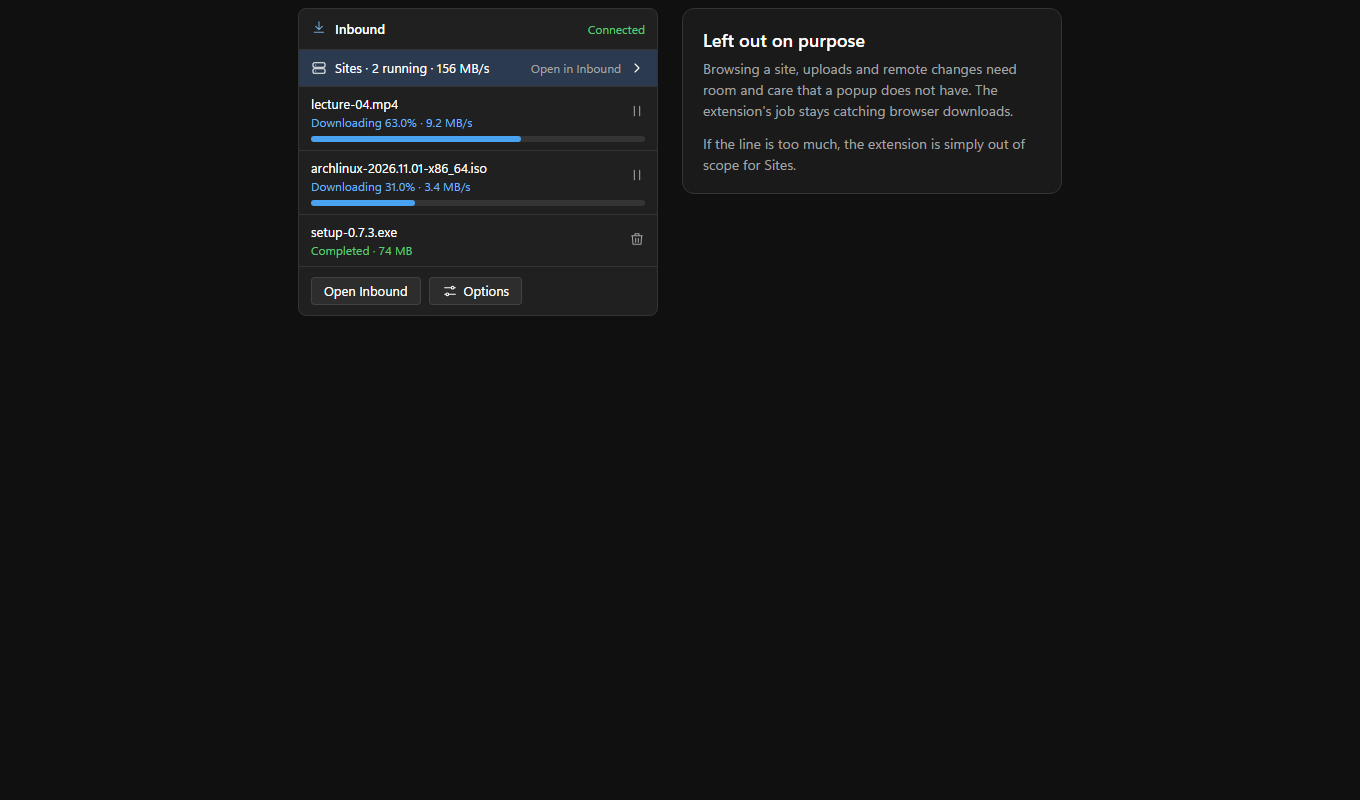 Inbound
Connected
Sites · 2 running · 156 MB/s
Open in Inbound
lecture-04.mp4
Downloading 63.0% · 9.2 MB/s
archlinux-2026.11.01-x86_64.iso
Downloading 31.0% · 3.4 MB/s
setup-0.7.3.exe
Completed · 74 MB
Open Inbound
Options
Left out on purpose
Browsing a site, uploads and remote changes need
room and care that a popup does not have. The
extension's job stays catching browser downloads.
If the line is too much, the extension is simply out of
scope for Sites.